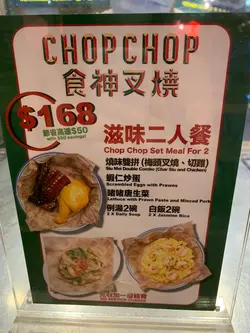 CHOPCHOP
食神叉燒
$168
節省高達$50
with $50 savings!
滋味二人餐
Chop Chop Set Meal For 2
燒味雙拼 (梅頭叉燒、切雞)
Siu Mei Double Combo (Char Siu and Chicken)
蝦仁炒蛋
Scrambled Eggs with Prawns
啫啫唐生菜
Lettuce with Prawn Paste and Minced Pork
例湯2碗
2 X Daily Soup
白飯2碗
2 X Jasmine Rice